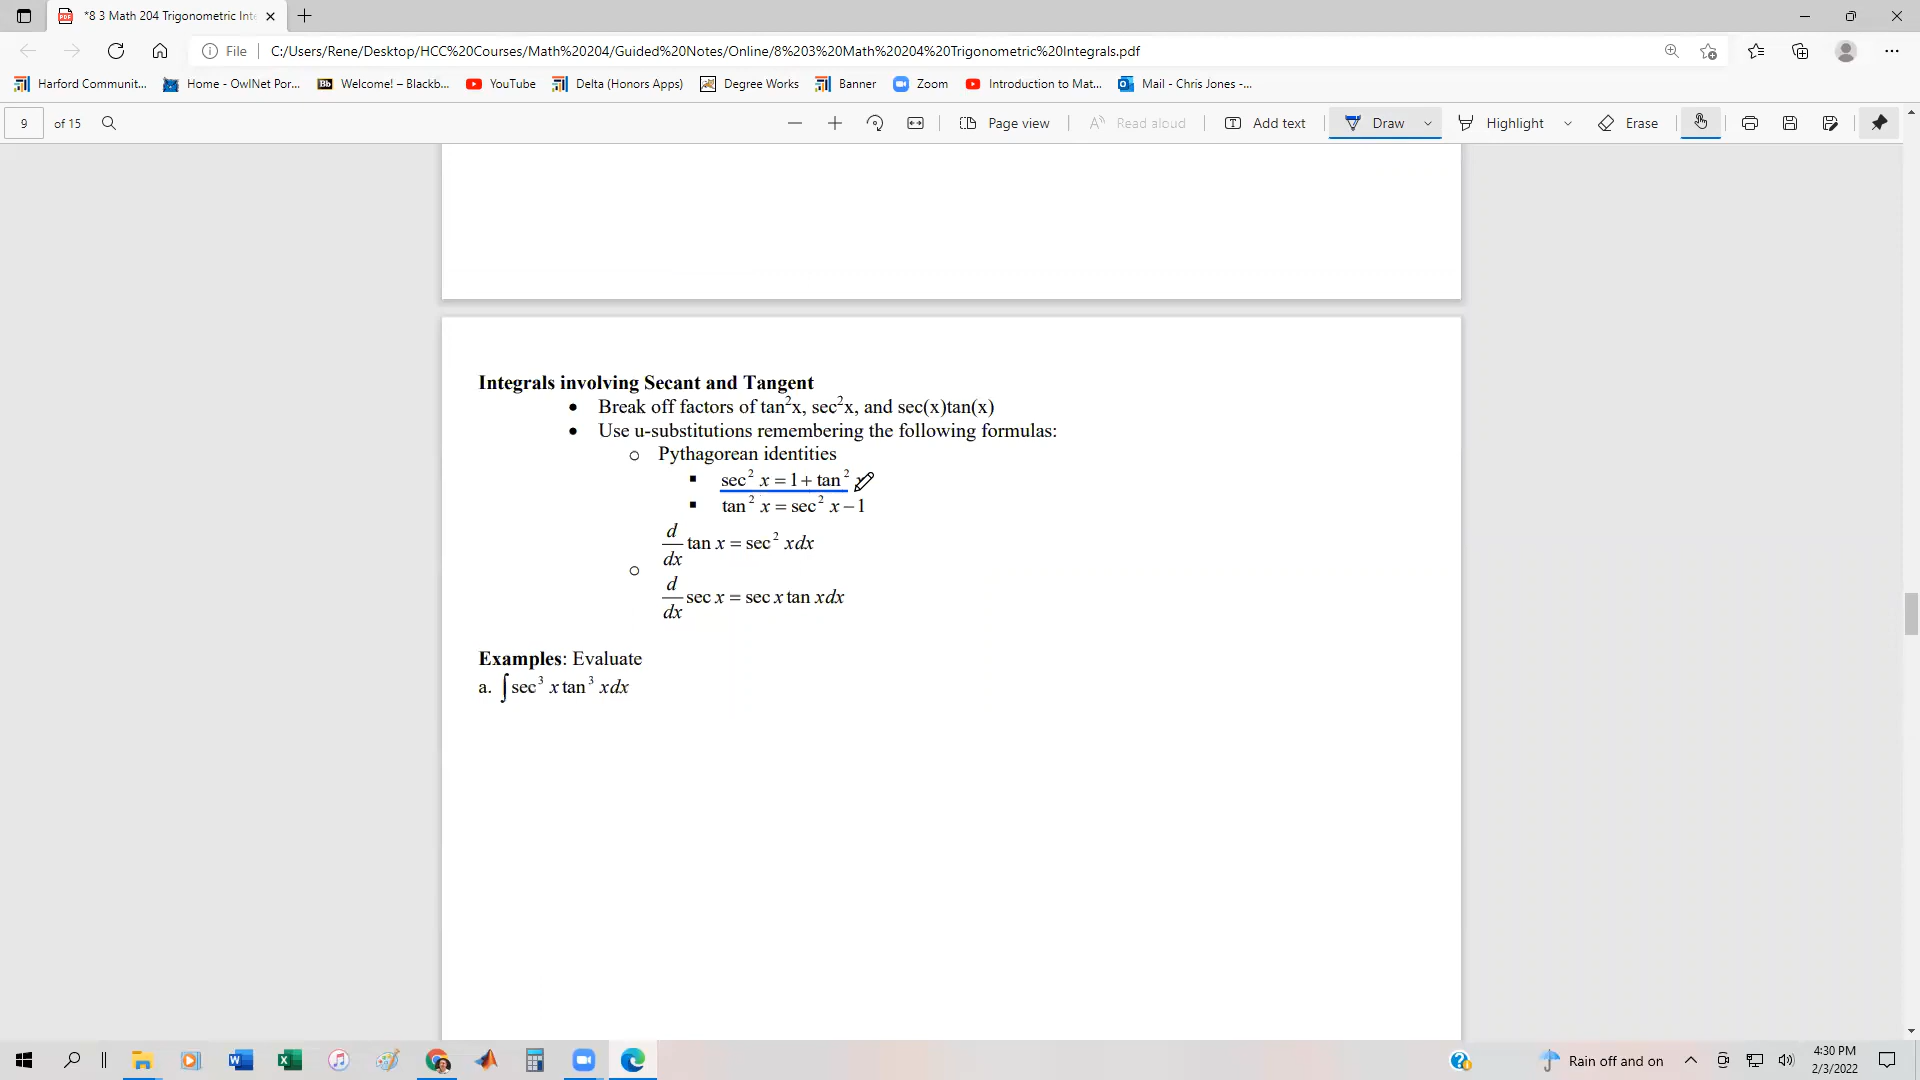 *8 3 Math 204 Trigonometric Inte
File C:/Users/Rene/Desktop/HCC%20Courses/Math%20204/Guided%20Notes/Online/8%203%20Math%20204%20Trigonometric%20Integrals.pdf
Harford Communit... Home - OwlNet Por... Bb Welcome! – Blackb... YouTube Delta (Honors Apps) Degree Works Banner Zoom Introduction to Mat... Mail - Chris Jones -...
9 of 15 Page view Read aloud Add text Draw Highlight Erase
Integrals involving Secant and Tangent
• Break off factors of tan²x, sec²x, and sec(x)tan(x)
• Use u-substitutions remembering the following formulas:
○ Pythagorean identities
▪ sec² x = 1 + tan²
▪ tan² x = sec² x − 1
d/dx tan x = sec² xdx
○ d/dx sec x = sec x tan xdx
Examples: Evaluate
a. ∫ sec³ x tan³ xdx
Rain off and on
4:30 PM
2/3/2022